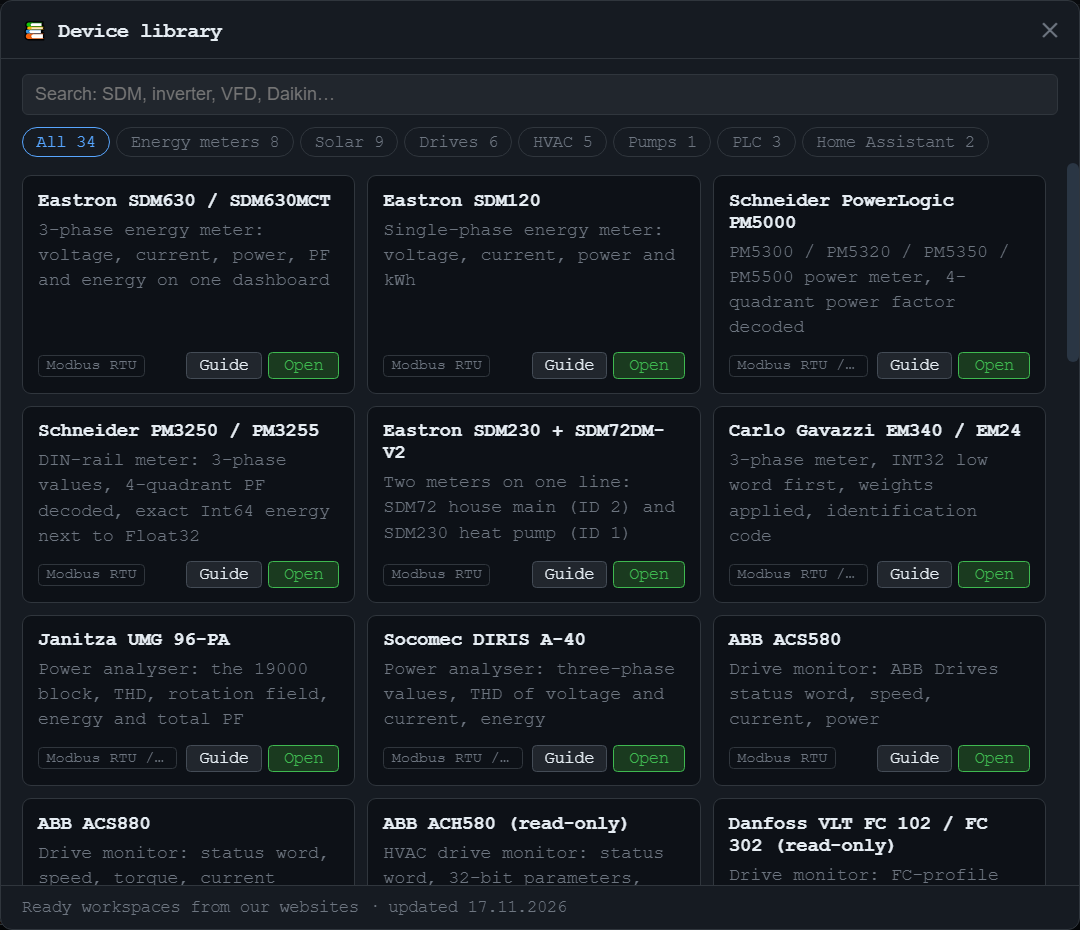 Device library
Search: SDM, inverter, VFD, Daikin…
All 34 Energy meters 8 Solar 9 Drives 6 HVAC 5 Pumps 1 PLC 3 Home Assistant 2
Eastron SDM630 / SDM630MCT
3-phase energy meter:
voltage, current, power, PF
and energy on one dashboard
Modbus RTU Guide Open
Eastron SDM120
Single-phase energy meter:
voltage, current, power and
kWh
Modbus RTU Guide Open
Schneider PowerLogic
PM5000
PM5300 / PM5320 / PM5350 /
PM5500 power meter, 4-
quadrant power factor
decoded
Modbus RTU /… Guide Open
Schneider PM3250 / PM3255
DIN-rail meter: 3-phase
values, 4-quadrant PF
decoded, exact Int64 energy
next to Float32
Modbus RTU Guide Open
Eastron SDM230 + SDM72DM-
V2
Two meters on one line:
SDM72 house main (ID 2) and
SDM230 heat pump (ID 1)
Modbus RTU Guide Open
Carlo Gavazzi EM340 / EM24
3-phase meter, INT32 low
word first, weights
applied, identification
code
Modbus RTU /… Guide Open
Janitza UMG 96-PA
Power analyser: the 19000
block, THD, rotation field,
energy and total PF
Modbus RTU /… Guide Open
Socomec DIRIS A-40
Power analyser: three-phase
values, THD of voltage and
current, energy
Modbus RTU /… Guide Open
ABB ACS580
Drive monitor: ABB Drives
status word, speed,
current, power
Modbus RTU Guide Open
ABB ACS880
Drive monitor: status word,
speed, torque, current
ABB ACH580 (read-only)
HVAC drive monitor: status
word, 32-bit parameters,
Danfoss VLT FC 102 / FC
302 (read-only)
Drive monitor: FC-profile
Ready workspaces from our websites · updated 17.11.2026